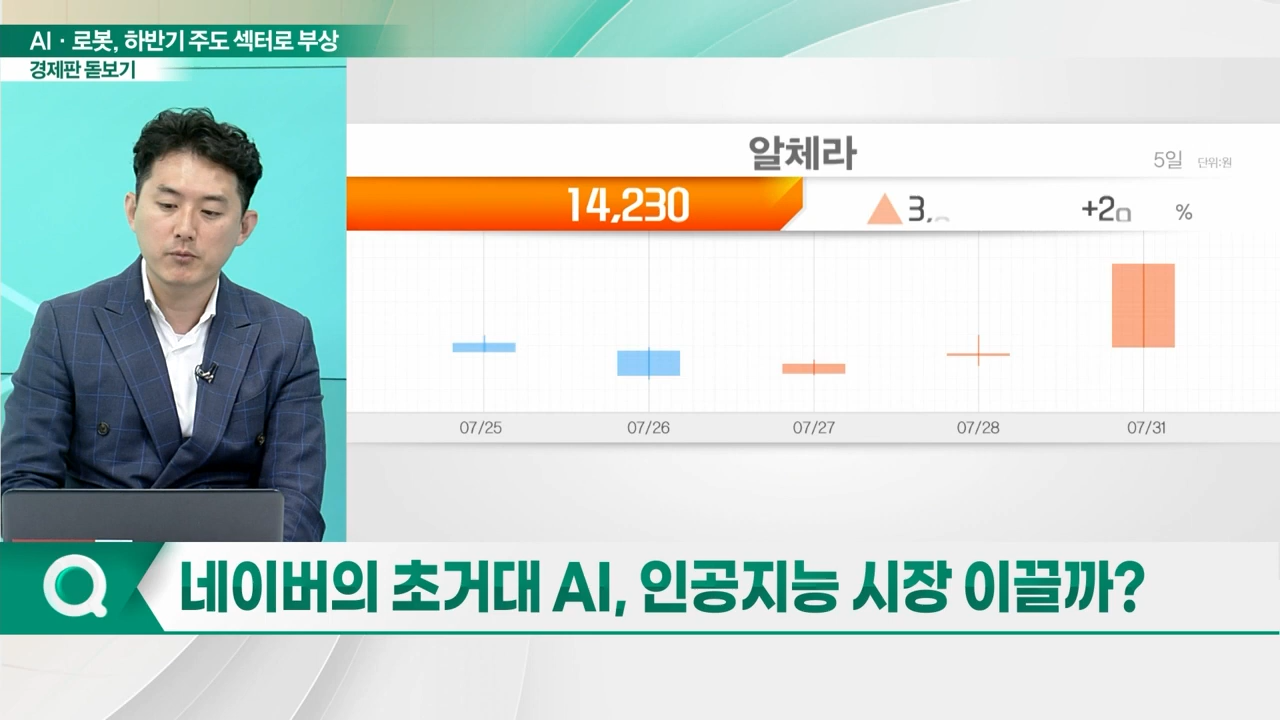 AI · 로봇, 하반기 주도 섹터로 부상
경제판 돋보기
알체라
5일 단위:원
14,230 ▲ %
07/25 07/26 07/27 07/28 07/31
네이버의 초거대 AI, 인공지능 시장 이끌까?